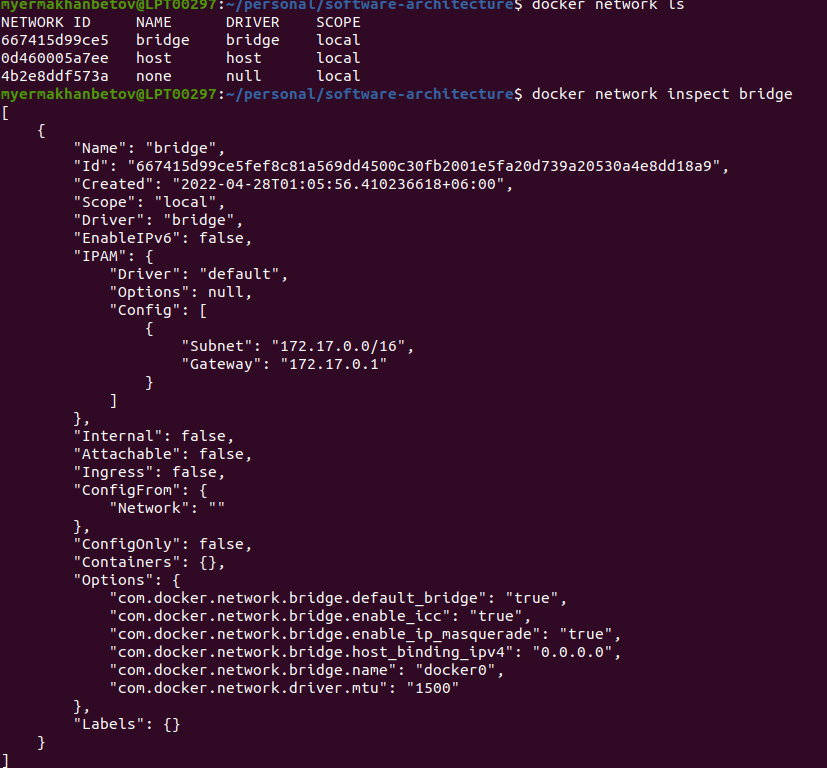 myermakhanbetov@LPT00297:~/personal/software-architecture$ docker network ls
NETWORK ID     NAME      DRIVER    SCOPE
667415d99ce5   bridge    bridge    local
0d460005a7ee   host      host      local
4b2e8ddf573a   none      null      local
myermakhanbetov@LPT00297:~/personal/software-architecture$ docker network inspect bridge
[
    {
        "Name": "bridge",
        "Id": "667415d99ce5fef8c81a569dd4500c30fb2001e5fa20d739a20530a4e8dd18a9",
        "Created": "2022-04-28T01:05:56.410236618+06:00",
        "Scope": "local",
        "Driver": "bridge",
        "EnableIPv6": false,
        "IPAM": {
            "Driver": "default",
            "Options": null,
            "Config": [
                {
                    "Subnet": "172.17.0.0/16",
                    "Gateway": "172.17.0.1"
                }
            ]
        },
        "Internal": false,
        "Attachable": false,
        "Ingress": false,
        "ConfigFrom": {
            "Network": ""
        },
        "ConfigOnly": false,
        "Containers": {},
        "Options": {
            "com.docker.network.bridge.default_bridge": "true",
            "com.docker.network.bridge.enable_icc": "true",
            "com.docker.network.bridge.enable_ip_masquerade": "true",
            "com.docker.network.bridge.host_binding_ipv4": "0.0.0.0",
            "com.docker.network.bridge.name": "docker0",
            "com.docker.network.driver.mtu": "1500"
        },
        "Labels": {}
    }
]